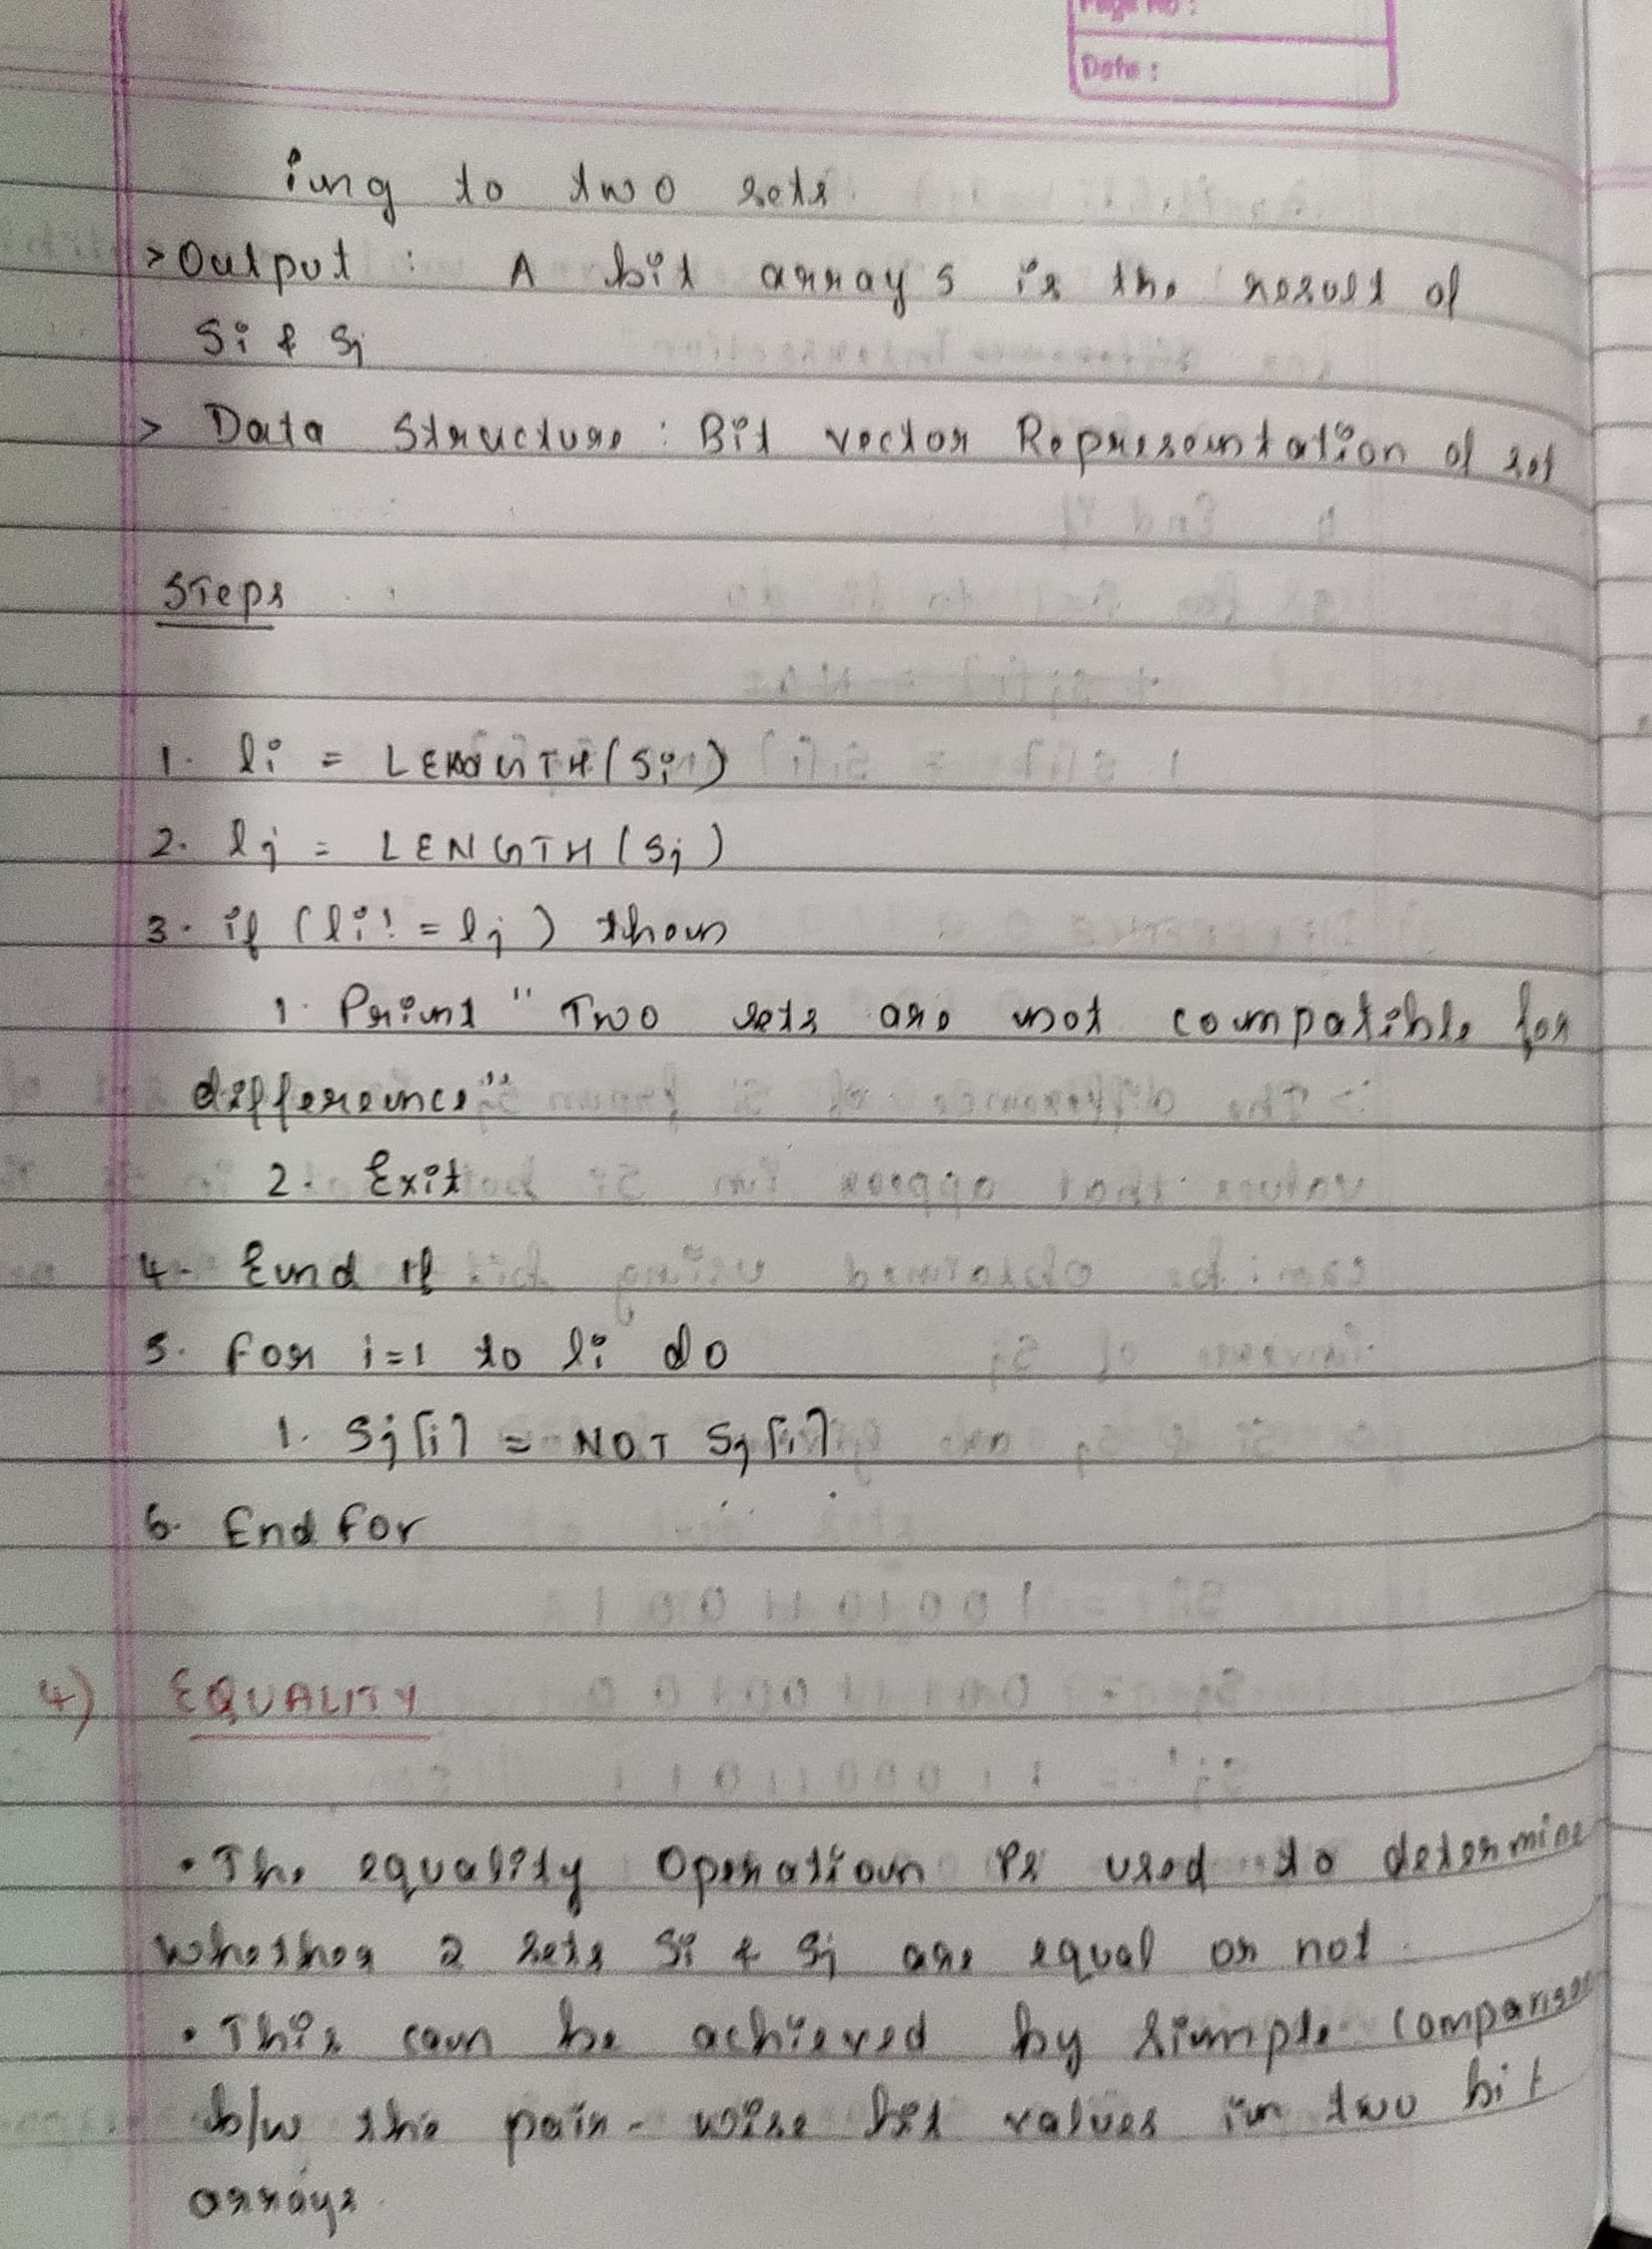 Page No :
Date :
ing to two sets
> Output : A bit array S is the result of
Si & Sj
> Data Structure : Bit vector Representation of set
Steps
1. li = LENGTH(Si)
2. lj = LENGTH(Sj)
3. if (li != lj) then
1. Print " Two sets are not compatible for
difference"
2. Exit
4. End if
5. for i=1 to li do
1. Sj[i] = NOT Sj[i]
6. End for
4) EQUALITY
• The equality operation is used to determine
whether 2 sets Si & Sj are equal or not.
• This can be achieved by simple comparison
b/w the pair-wise bit values in two bit
arrays.